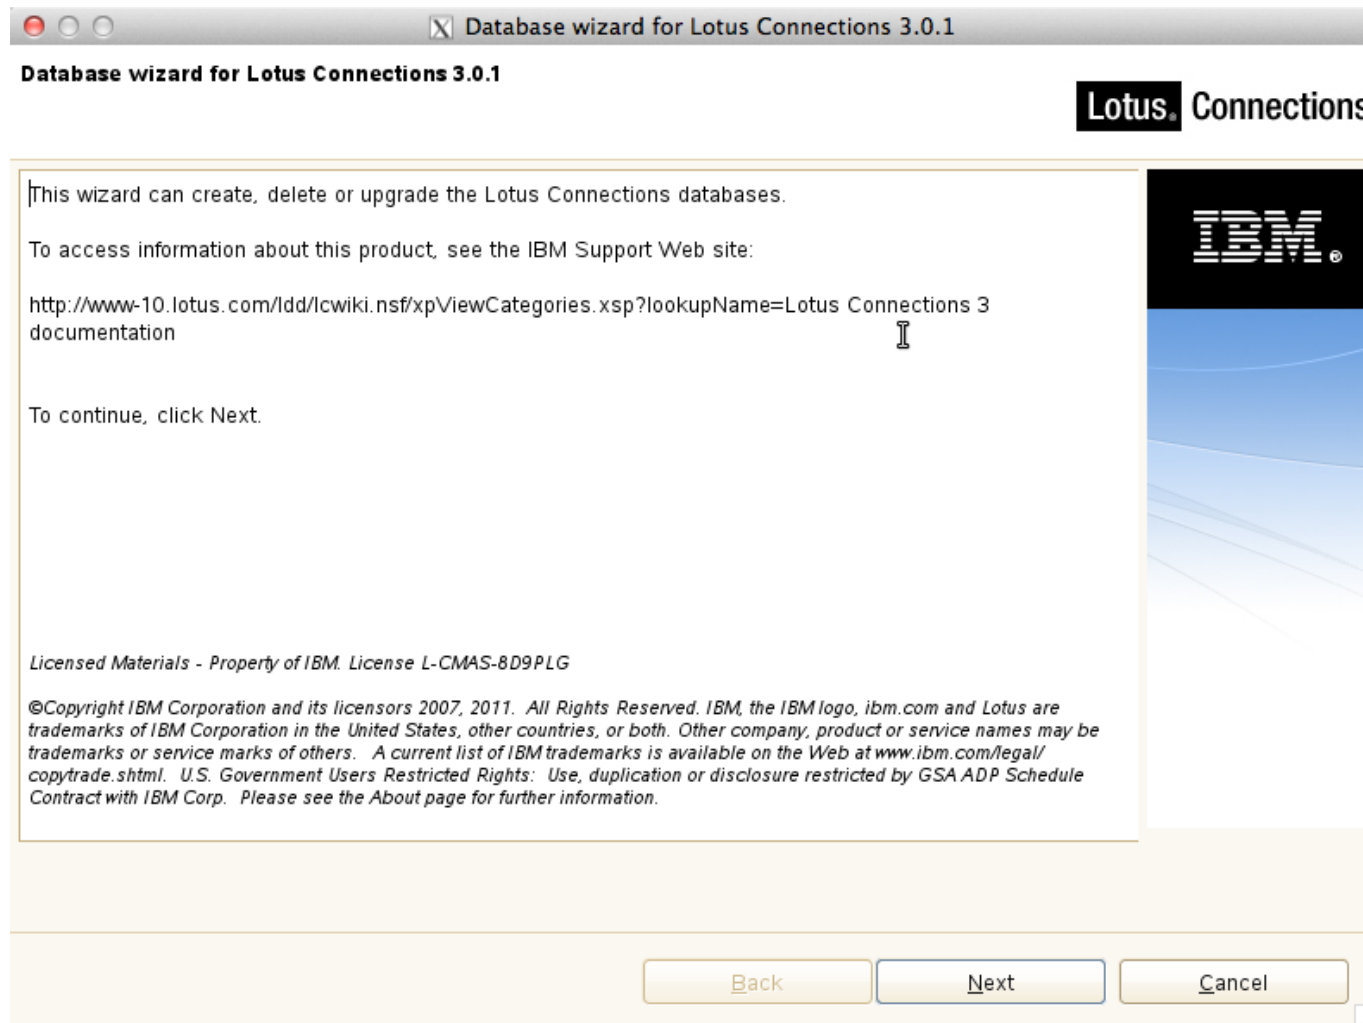 Database wizard for Lotus Connections 3.0.1
Database wizard for Lotus Connections 3.0.1
Lotus. Connections
This wizard can create, delete or upgrade the Lotus Connections databases.
IBM®
To access information about this product, see the IBM Support Web site:
http://www-10.lotus.com/ldd/lcwiki.nsf/xpViewCategories.xsp?lookupName=Lotus Connections 3
documentation
To continue, click Next.
Licensed Materials - Property of IBM. License L-CMAS-8D9PLG
©Copyright IBM Corporation and its licensors 2007, 2011.  All Rights Reserved. IBM, the IBM logo, ibm.com and Lotus are
trademarks of IBM Corporation in the United States, other countries, or both. Other company, product or service names may be
trademarks or service marks of others.   A current list of IBM trademarks is available on the Web at www.ibm.com/legal/
copytrade.shtml.  U.S. Government Users Restricted Rights:  Use, duplication or disclosure restricted by GSA ADP Schedule
Contract with IBM Corp.  Please see the About page for further information.
Back
Next
Cancel